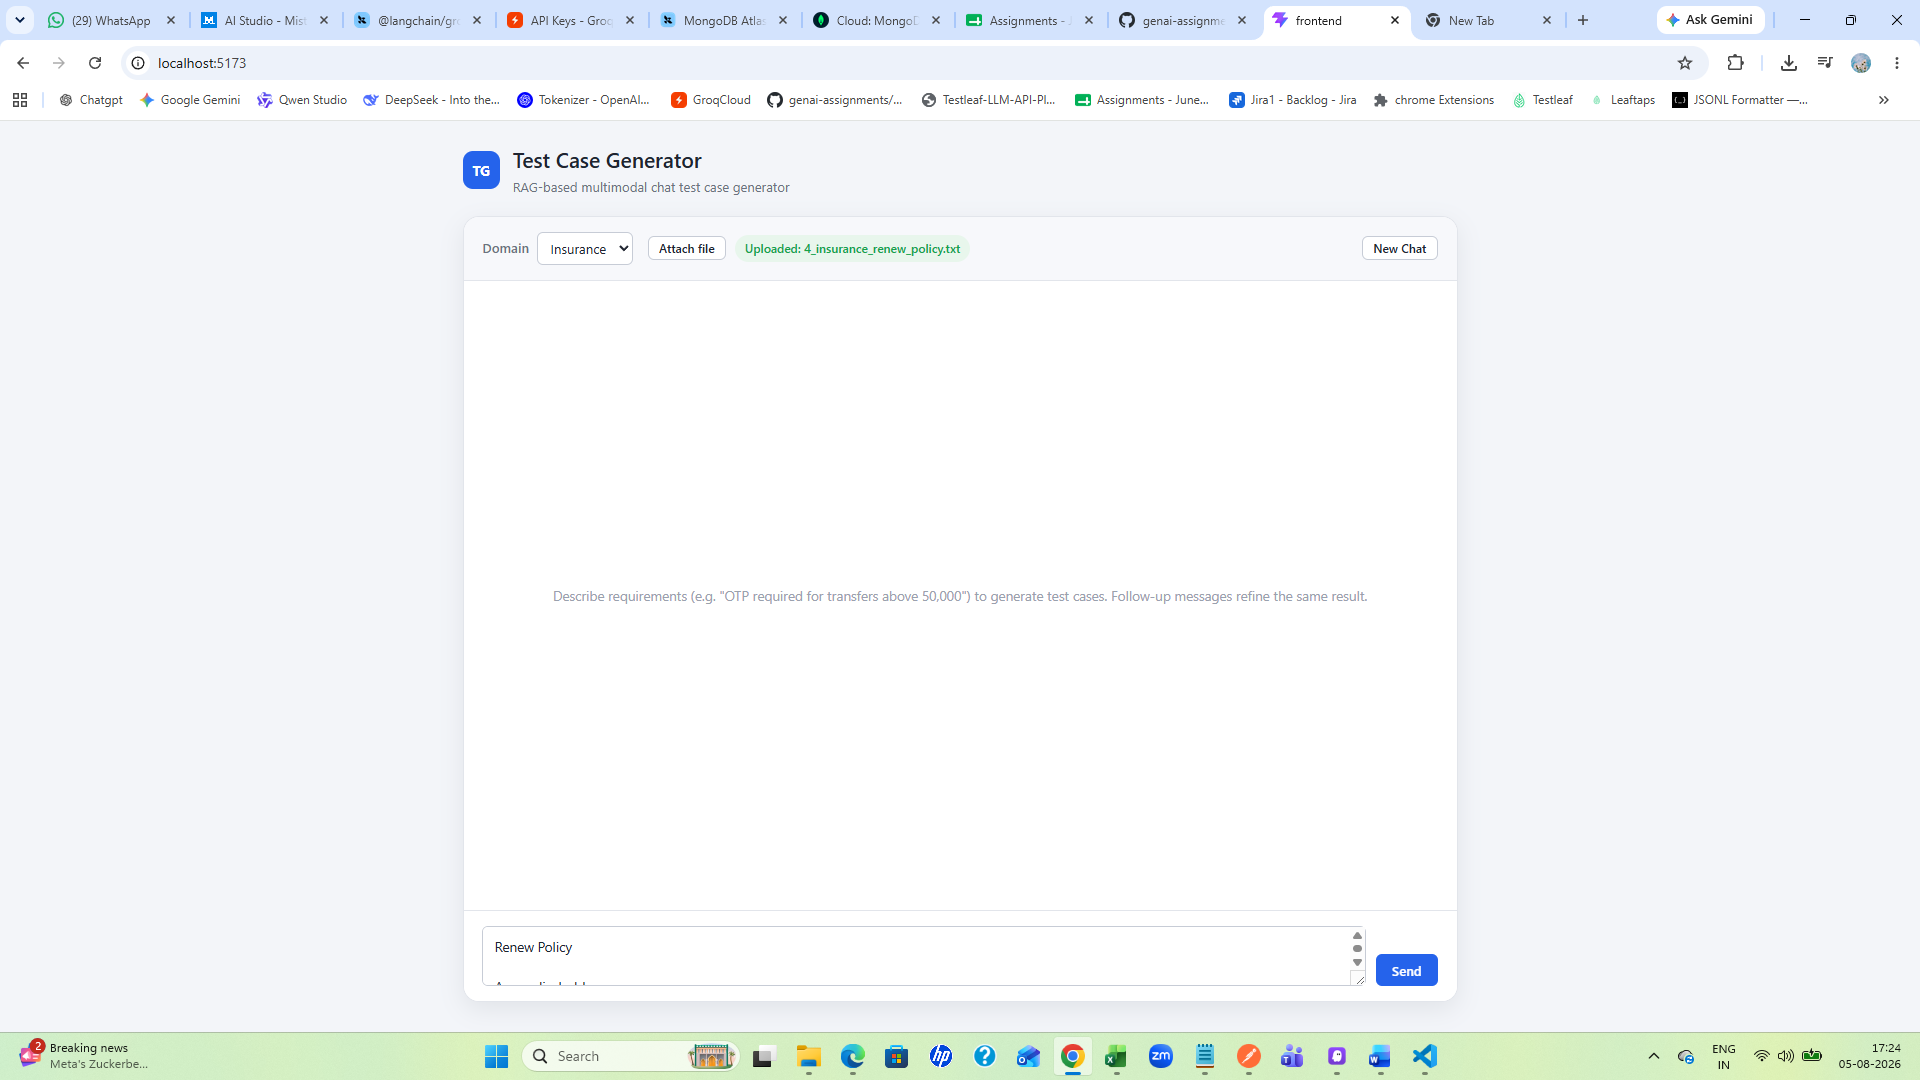 (29) WhatsApp
AI Studio - Mist
@langchain/gro
API Keys - Groq
MongoDB Atlas
Cloud: MongoD
Assignments - J
genai-assignme
frontend
New Tab
Ask Gemini
localhost:5173
Chatgpt
Google Gemini
Qwen Studio
DeepSeek - Into the...
Tokenizer - OpenAI...
GroqCloud
genai-assignments/...
Testleaf-LLM-API-Pl...
Assignments - June...
Jira1 - Backlog - Jira
chrome Extensions
Testleaf
Leaftaps
JSONL Formatter —...
TG
Test Case Generator
RAG-based multimodal chat test case generator
Domain
Insurance
Attach file
Uploaded: 4_insurance_renew_policy.txt
New Chat
Describe requirements (e.g. "OTP required for transfers above 50,000") to generate test cases. Follow-up messages refine the same result.
Renew Policy
Send
2
Breaking news
Meta's Zuckerbe...
Search
hp
zm
ENG
IN
17:24
05-08-2026